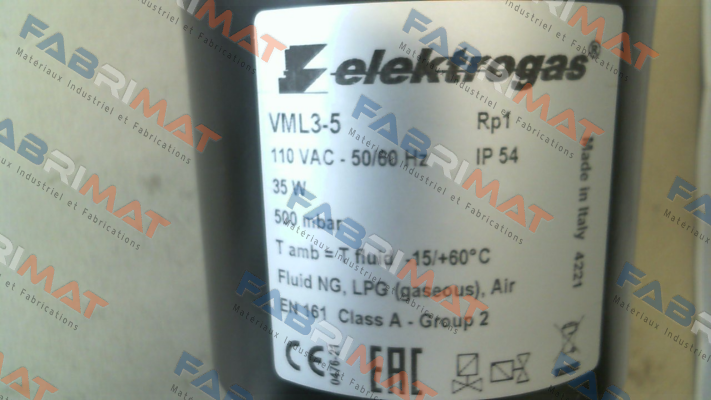 elektrogas®
VML3-5 Rp1
110 VAC - 50/60 Hz IP 54
35 W
500 mbar
T amb = T fluid -15/+60°C
Fluid NG, LPG (gaseous), Air
EN 161 Class A - Group 2
CE 0476-21 EAC
Made in Italy 4221
FABRIMAT
Materiaux Industriel et Fabrications